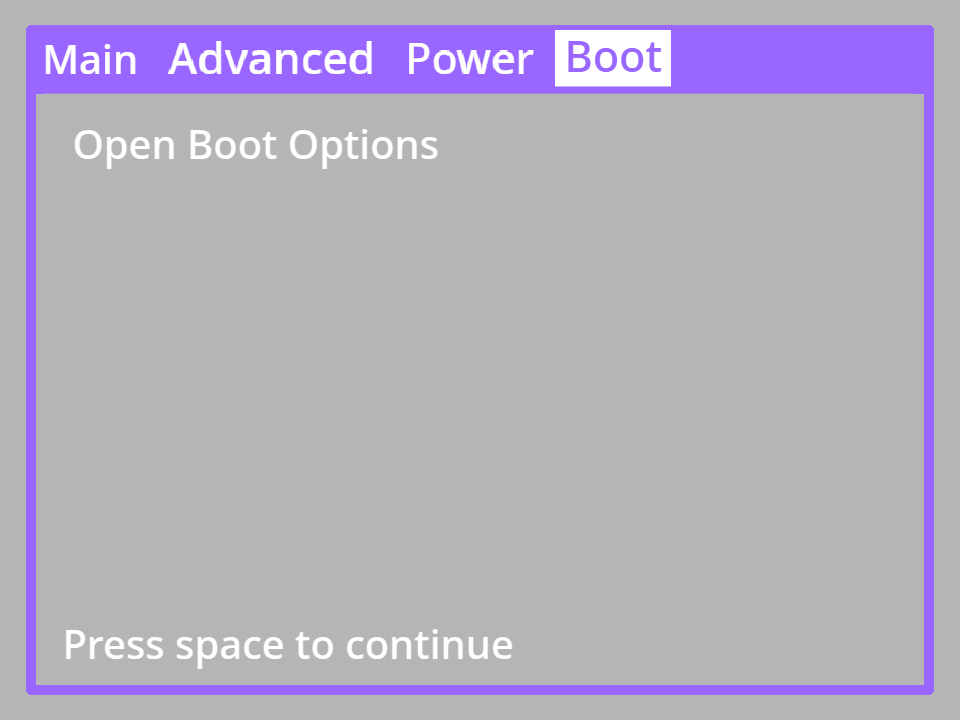 Main Advanced Power Boot
Open Boot Options
Press space to continue